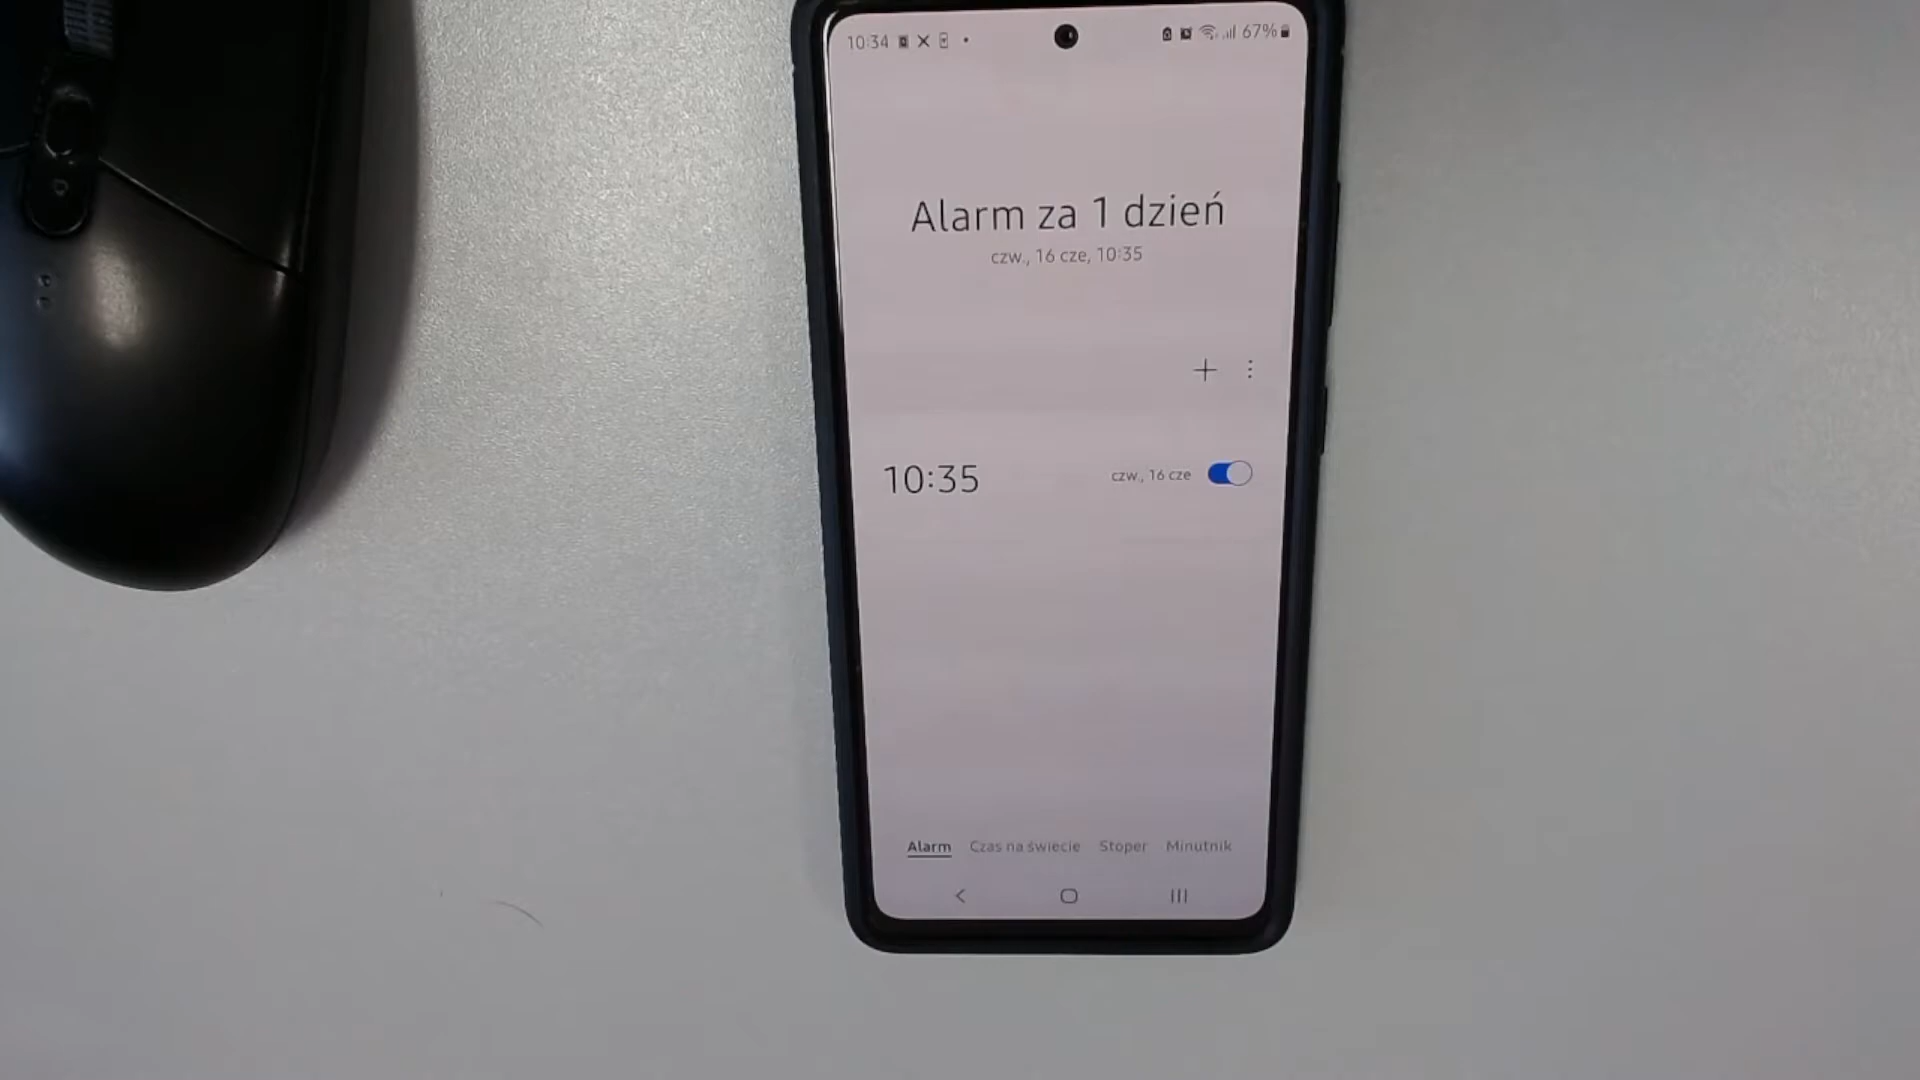 10:34 67%
Alarm za 1 dzień
czw., 16 cze, 10:35
10:35 czw., 16 cze
Alarm Czas na świecie Stoper Minutnik